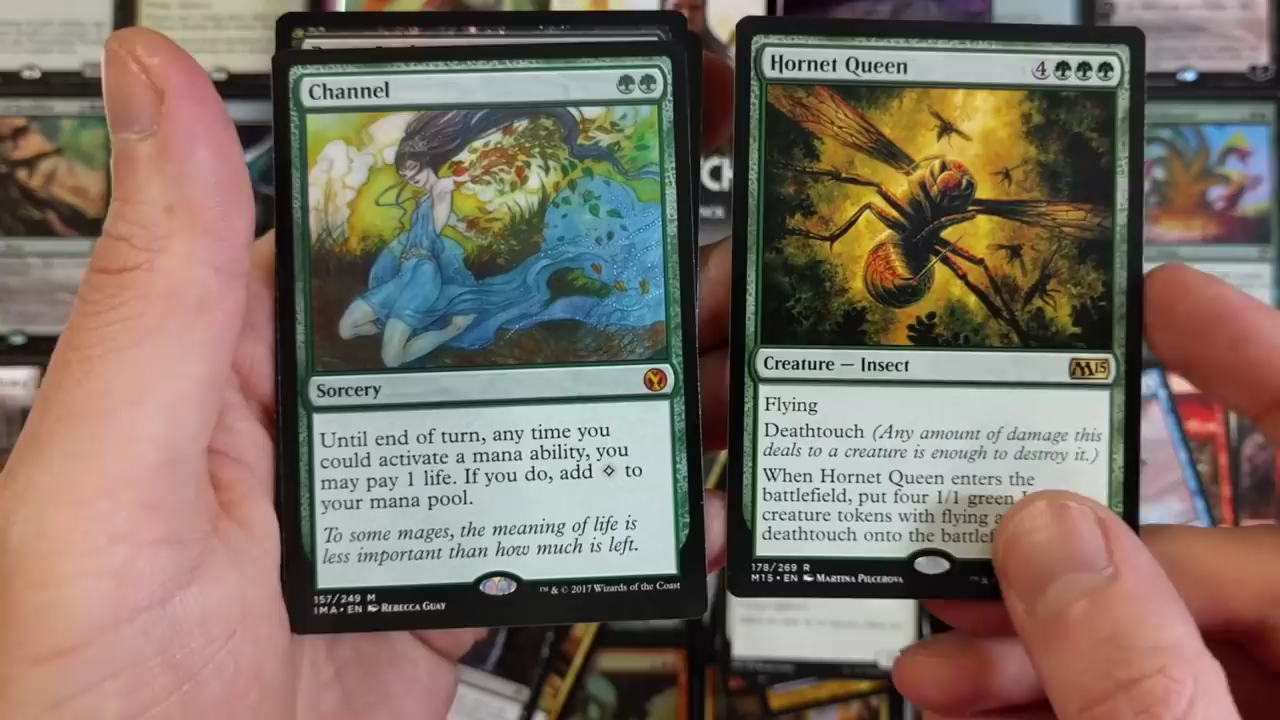 Channel
Sorcery
Until end of turn, any time you
could activate a mana ability, you
may pay 1 life. If you do, add to
your mana pool.
To some mages, the meaning of life is
less important than how much is left.
157/249 M
IMA • EN REBECCA GUAY
™ & © 2017 Wizards of the Coast
Hornet Queen
4
Creature — Insect
M15
Flying
Deathtouch (Any amount of damage this
deals to a creature is enough to destroy it.)
When Hornet Queen enters the
battlefield, put four 1/1 green
creature tokens with flying
deathtouch onto the
178/269 R
M15 • EN MARTINA PILCEROVA